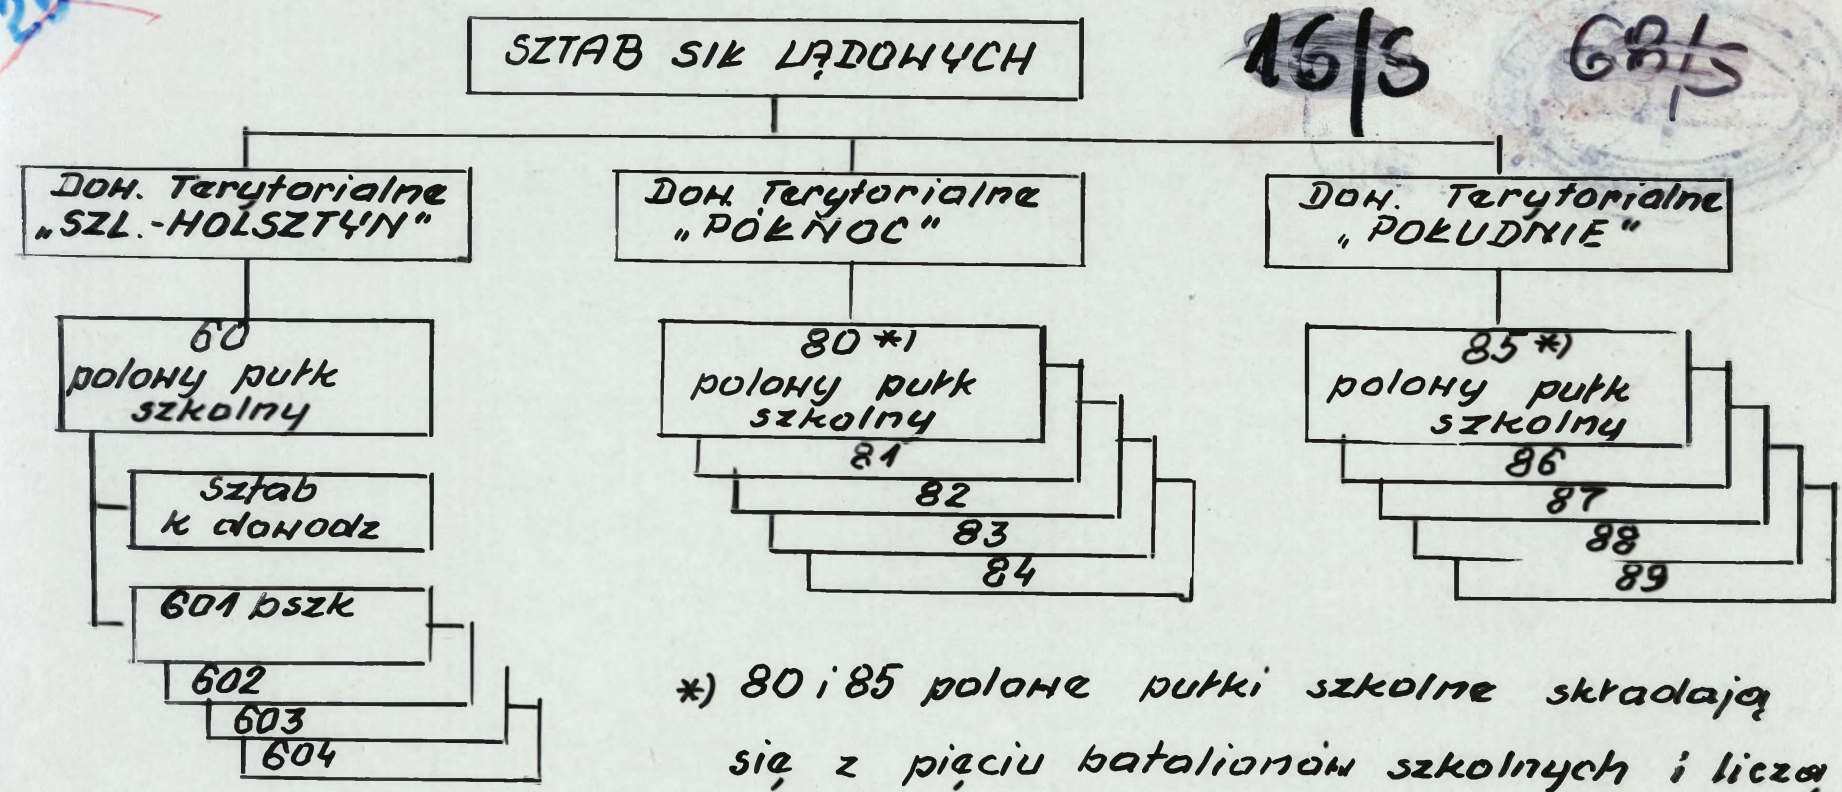 16/S
68/S
SZTAB SIŁ LĄDOWYCH
Dow. Terytorialne
„SZL.-HOLSZTYN"
Dow. Terytorialne
„PÓŁNOC"
Dow. Terytorialne
„POŁUDNIE"
60
polowy pułk
szkolny
sztab
k dowodz
601 bszk
602
603
604
80 *)
polowy pułk
szkolny
81
82
83
84
85 *)
polowy pułk
szkolny
86
87
88
89
*) 80 i 85 polowe pułki szkolne składają
się z pięciu batalionów szkolnych i liczą